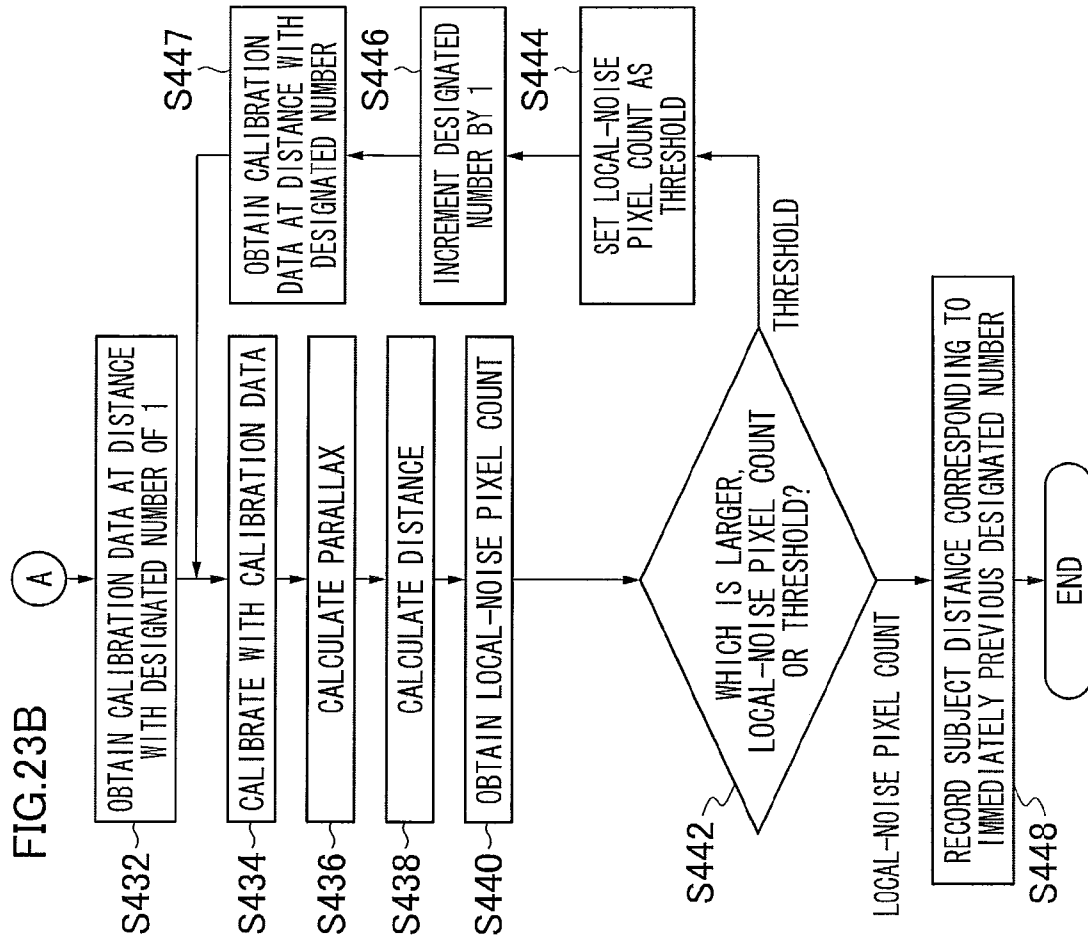 FIG.23B
A
OBTAIN CALIBRATION DATA AT DISTANCE
WITH DESIGNATED NUMBER OF 1
S432
CALIBRATE WITH CALIBRATION DATA
S434
CALCULATE PARALLAX
S436
CALCULATE DISTANCE
S438
OBTAIN LOCAL-NOISE PIXEL COUNT
S440
WHICH IS LARGER,
LOCAL-NOISE PIXEL COUNT
OR THRESHOLD?
S442
THRESHOLD
SET LOCAL-NOISE
PIXEL COUNT AS
THRESHOLD
S444
INCREMENT DESIGNATED
NUMBER BY 1
S446
OBTAIN CALIBRATION
DATA AT DISTANCE WITH
DESIGNATED NUMBER
S447
LOCAL-NOISE PIXEL COUNT
RECORD SUBJECT DISTANCE CORRESPONDING TO
IMMEDIATELY PREVIOUS DESIGNATED NUMBER
S448
END